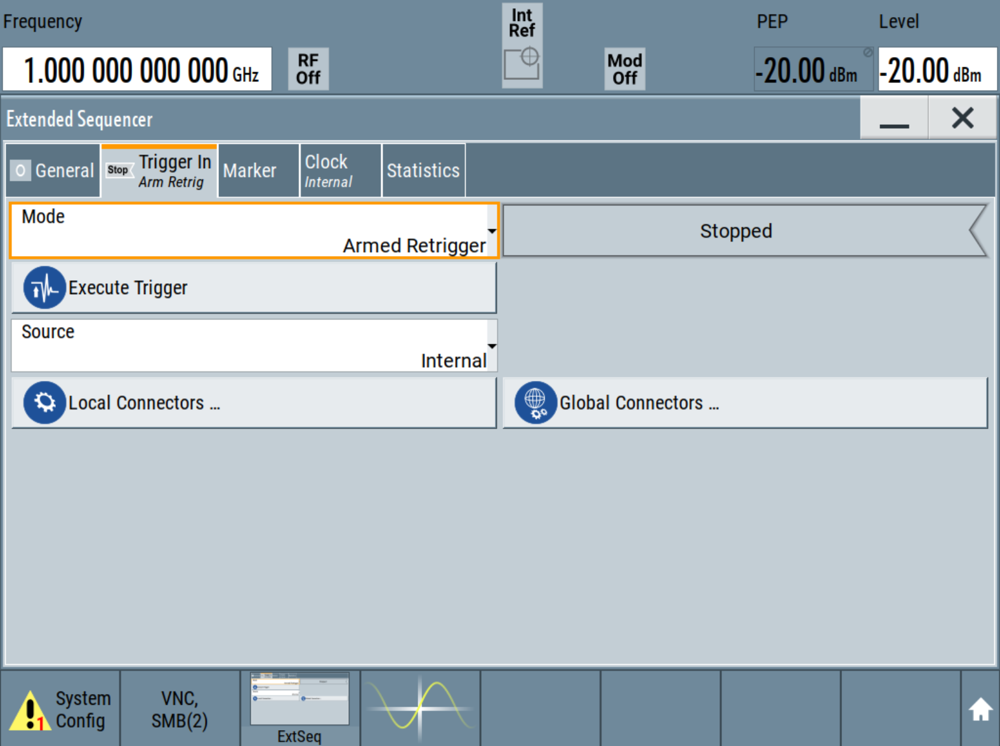 Frequency
Int
Ref
PEP
Level
1.000 000 000 000 GHz
RF
Off
Mod
Off
-20.00 dBm
-20.00 dBm
Extended Sequencer
General
Stop
Trigger In
Arm Retrig
Marker
Clock
Internal
Statistics
Mode
Armed Retrigger
Stopped
Execute Trigger
Source
Internal
Local Connectors ...
Global Connectors ...
1
System
Config
VNC,
SMB(2)
ExtSeq